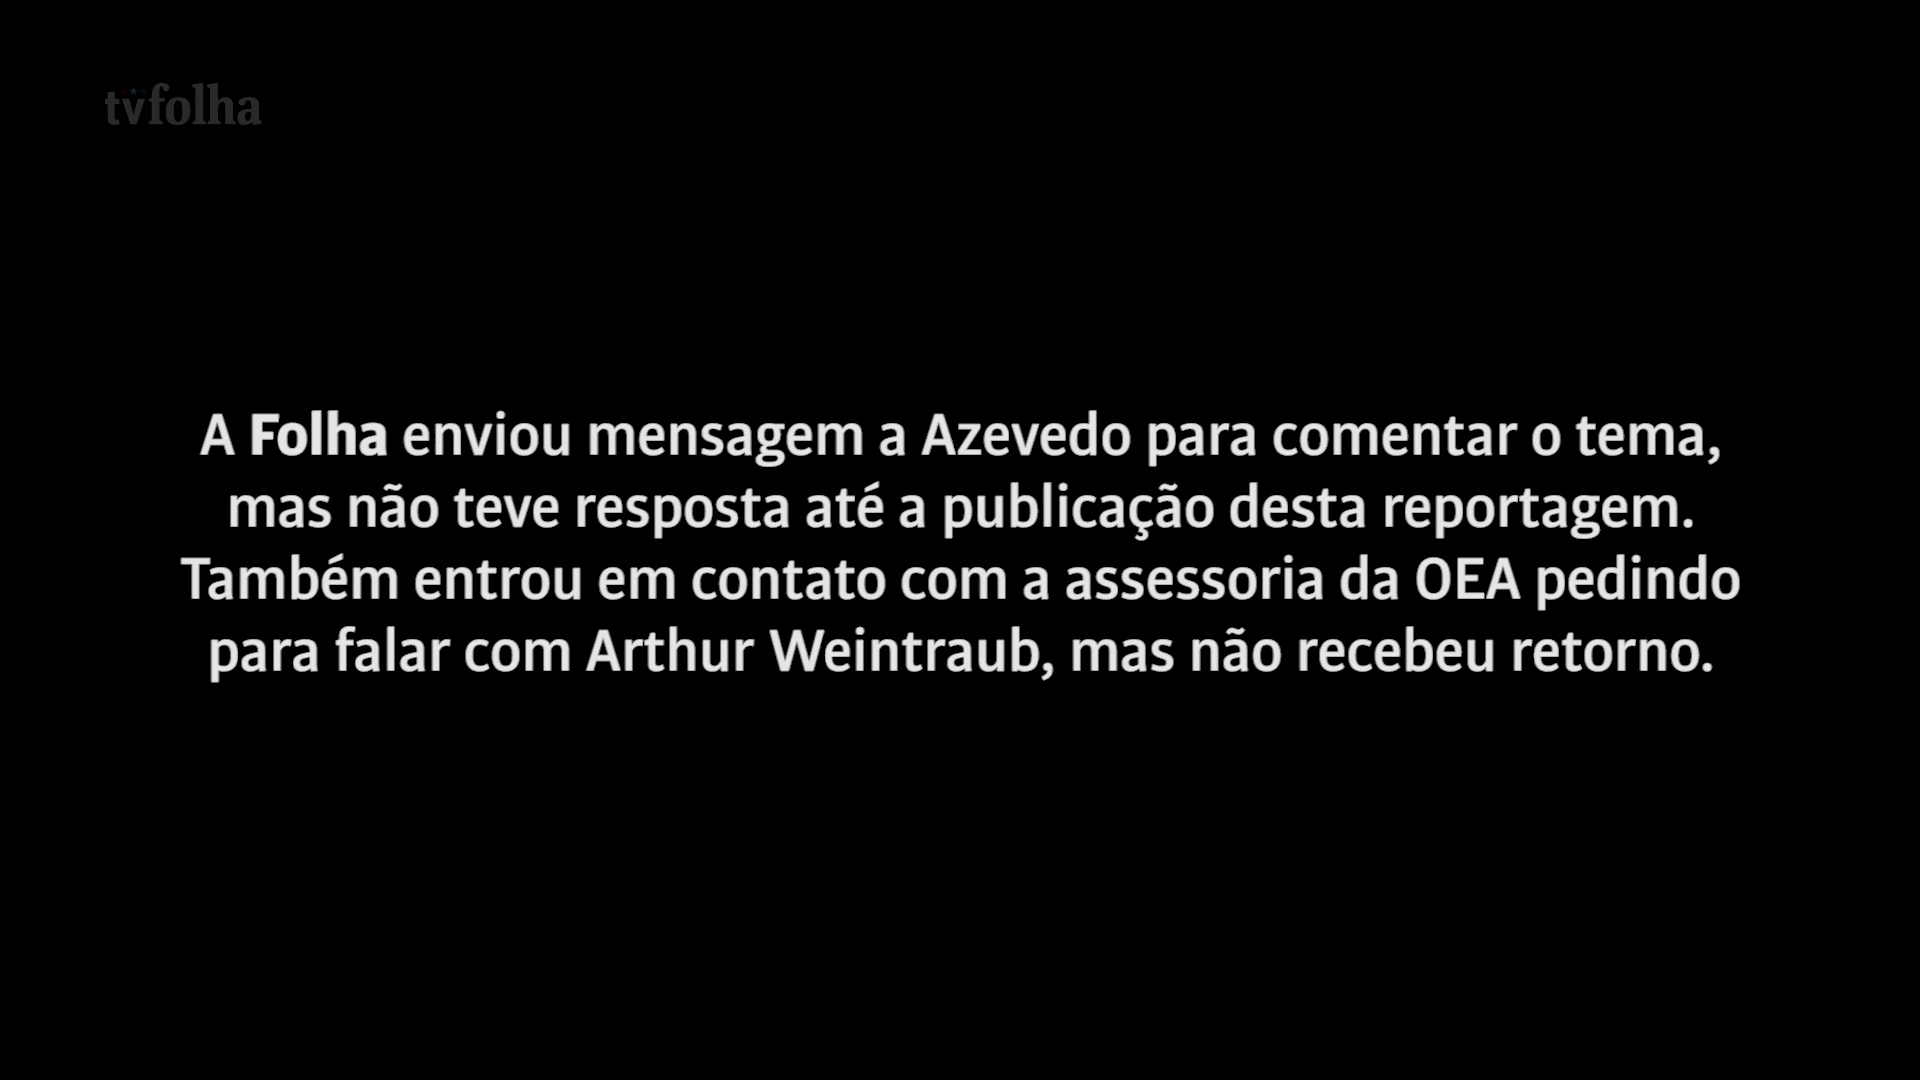 tvfolha
A Folha enviou mensagem a Azevedo para comentar o tema,
mas não teve resposta até a publicação desta reportagem.
Também entrou em contato com a assessoria da OEA pedindo
para falar com Arthur Weintraub, mas não recebeu retorno.